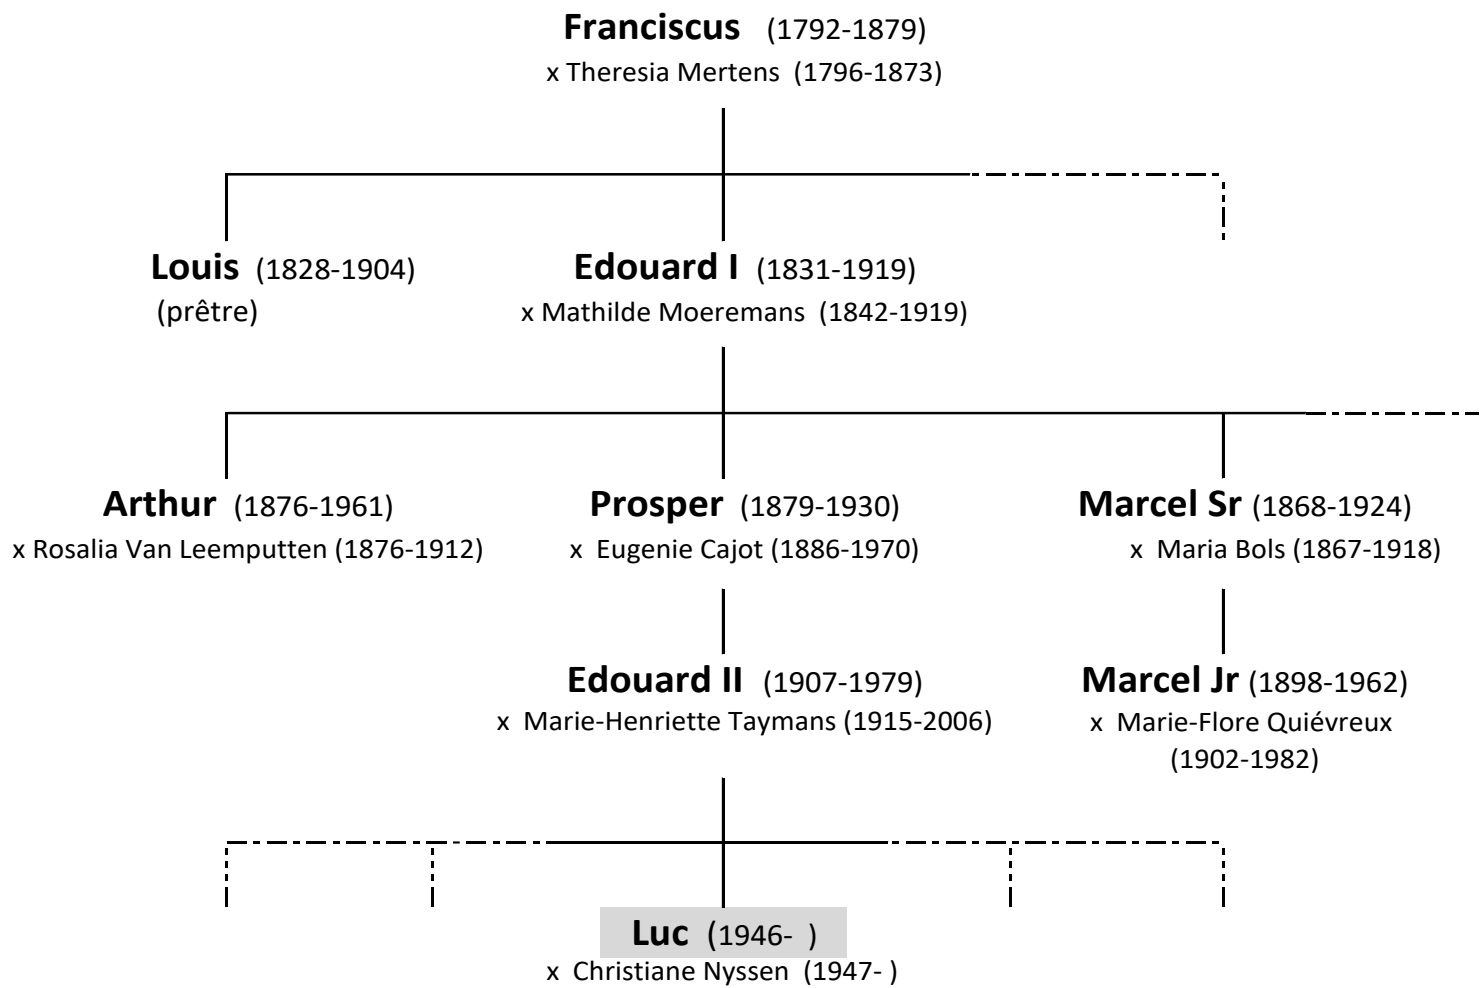 Franciscus (1792-1879)
x Theresia Mertens (1796-1873)
Louis (1828-1904)
(prêtre)
Edouard I (1831-1919)
x Mathilde Moeremans (1842-1919)
Arthur (1876-1961)
x Rosalia Van Leemputten (1876-1912)
Prosper (1879-1930)
x Eugenie Cajot (1886-1970)
Marcel Sr (1868-1924)
x Maria Bols (1867-1918)
Edouard II (1907-1979)
x Marie-Henriette Taymans (1915-2006)
Marcel Jr (1898-1962)
x Marie-Flore Quiévreux
(1902-1982)
Luc (1946- )
x Christiane Nyssen (1947- )